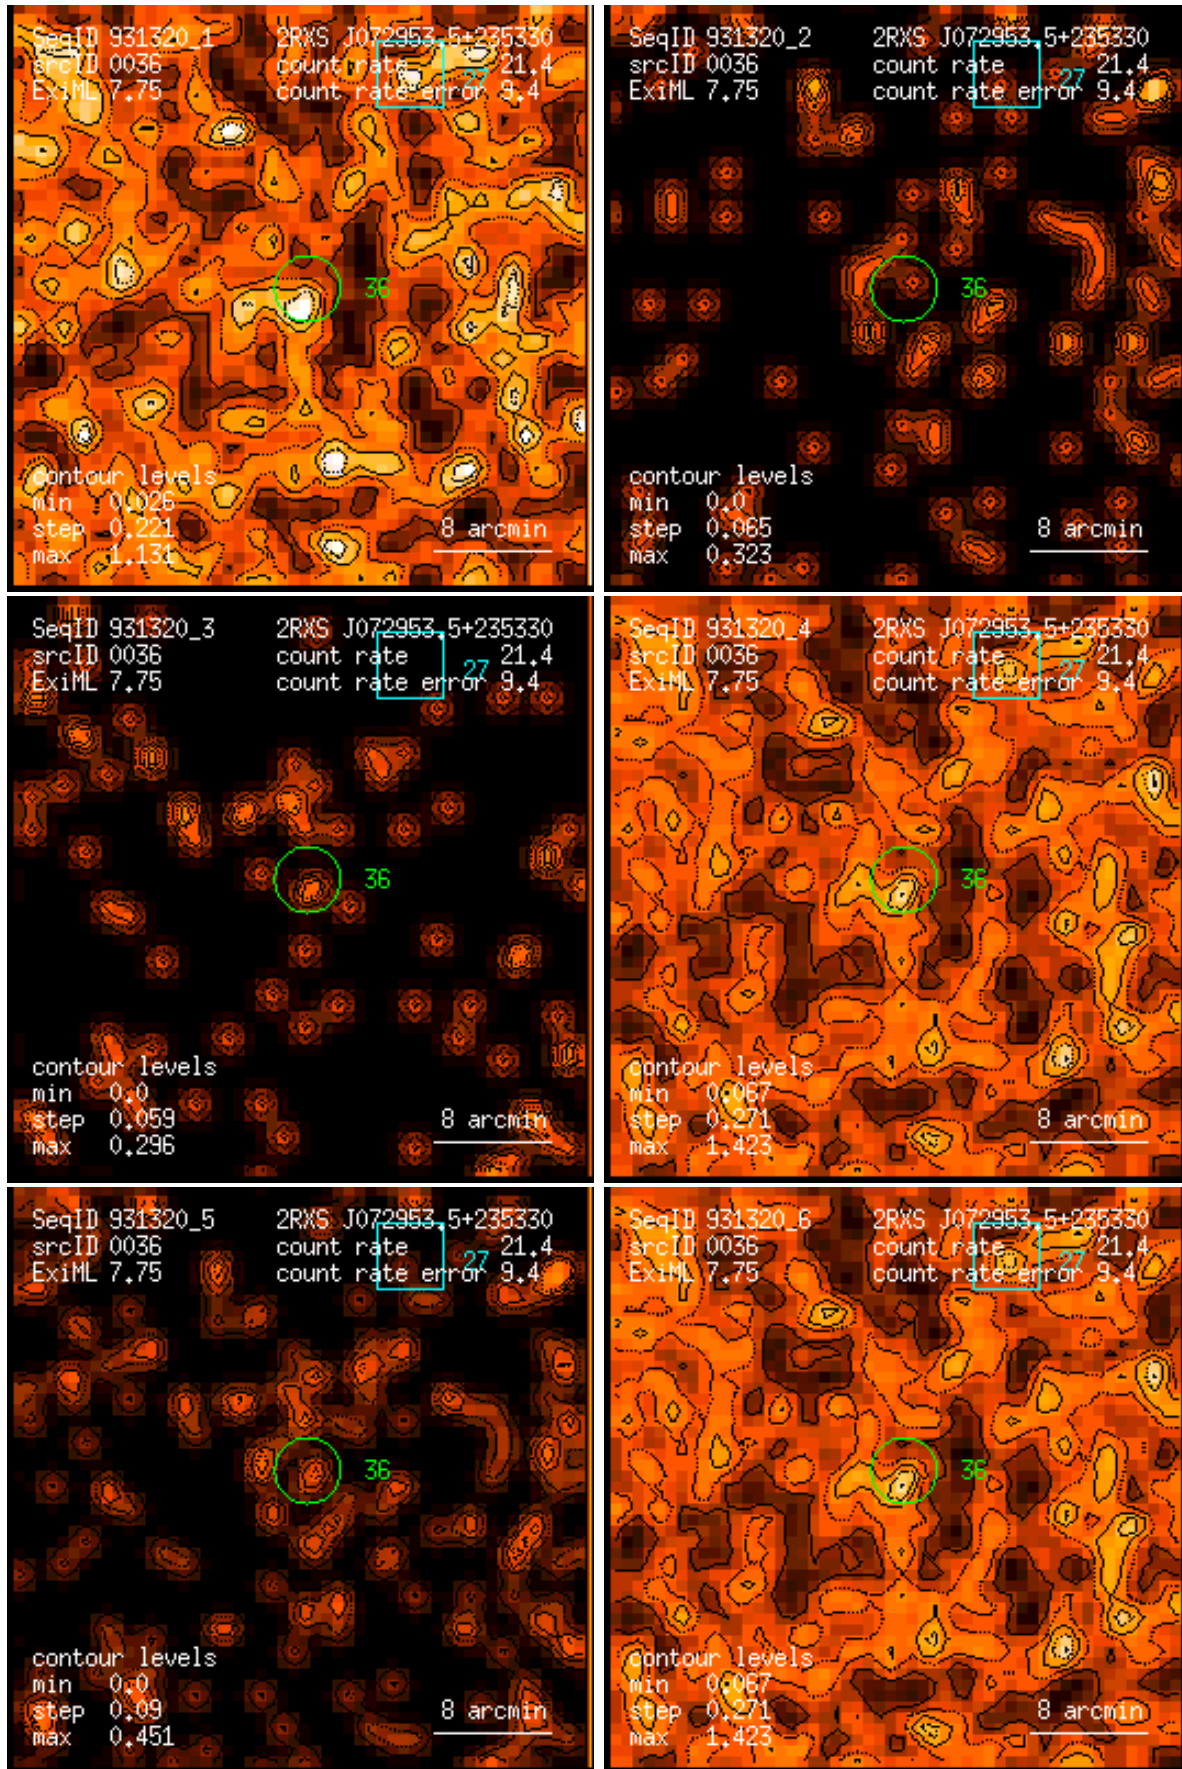 SeqID 931320_1 2RXS J072953.5+235330
srcID 0036 count rate 21.4
ExiML 7.75 count rate error 9.4
27
36
contour levels
min 0.026
step 0.221 8 arcmin
max 1.131
SeqID 931320_2 2RXS J072953.5+235330
srcID 0036 count rate 21.4
ExiML 7.75 count rate error 9.4
27
36
contour levels
min 0.0
step 0.065 8 arcmin
max 0.323
SeqID 931320_3 2RXS J072953.5+235330
srcID 0036 count rate 21.4
ExiML 7.75 count rate error 9.4
27
36
contour levels
min 0.0
step 0.059 8 arcmin
max 0.296
SeqID 931320_4 2RXS J072953.5+235330
srcID 0036 count rate 21.4
ExiML 7.75 count rate error 9.4
27
36
contour levels
min 0.067
step 0.271 8 arcmin
max 1.423
SeqID 931320_5 2RXS J072953.5+235330
srcID 0036 count rate 21.4
ExiML 7.75 count rate error 9.4
27
36
contour levels
min 0.0
step 0.09 8 arcmin
max 0.451
SeqID 931320_6 2RXS J072953.5+235330
srcID 0036 count rate 21.4
ExiML 7.75 count rate error 9.4
27
36
contour levels
min 0.067
step 0.271 8 arcmin
max 1.423